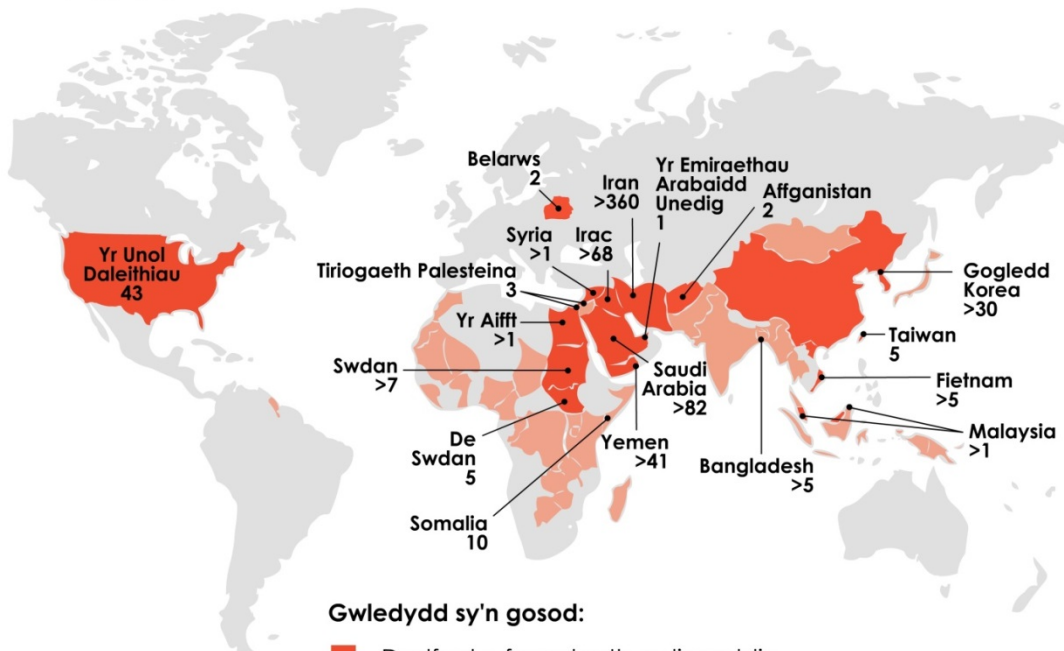 Belarws
2
Yr Emiraethau
Arabaidd
Unedig
1
Iran
>360
Affganistan
2
Syria
>1
Irac
>68
Yr Unol
Daleithiau
43
Tiriogaeth Palesteina
3
Gogledd
Korea
>30
Yr Aifft
>1
Taiwan
5
Swdan
>7
Saudi
Arabia
>82
Fietnam
>5
De
Swdan
5
Yemen
>41
Malaysia
>1
Bangladesh
>5
Somalia
10
Gwledydd sy'n gosod: